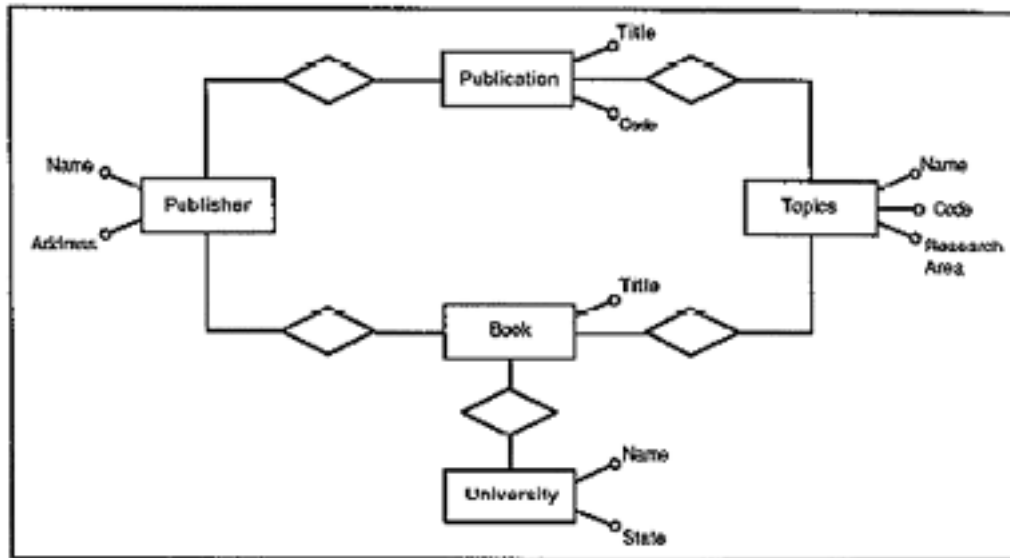 Title
Publication
Code
Name
Publisher
Address
Name
Topics
Code
Research
Area
Title
Book
Name
University
State